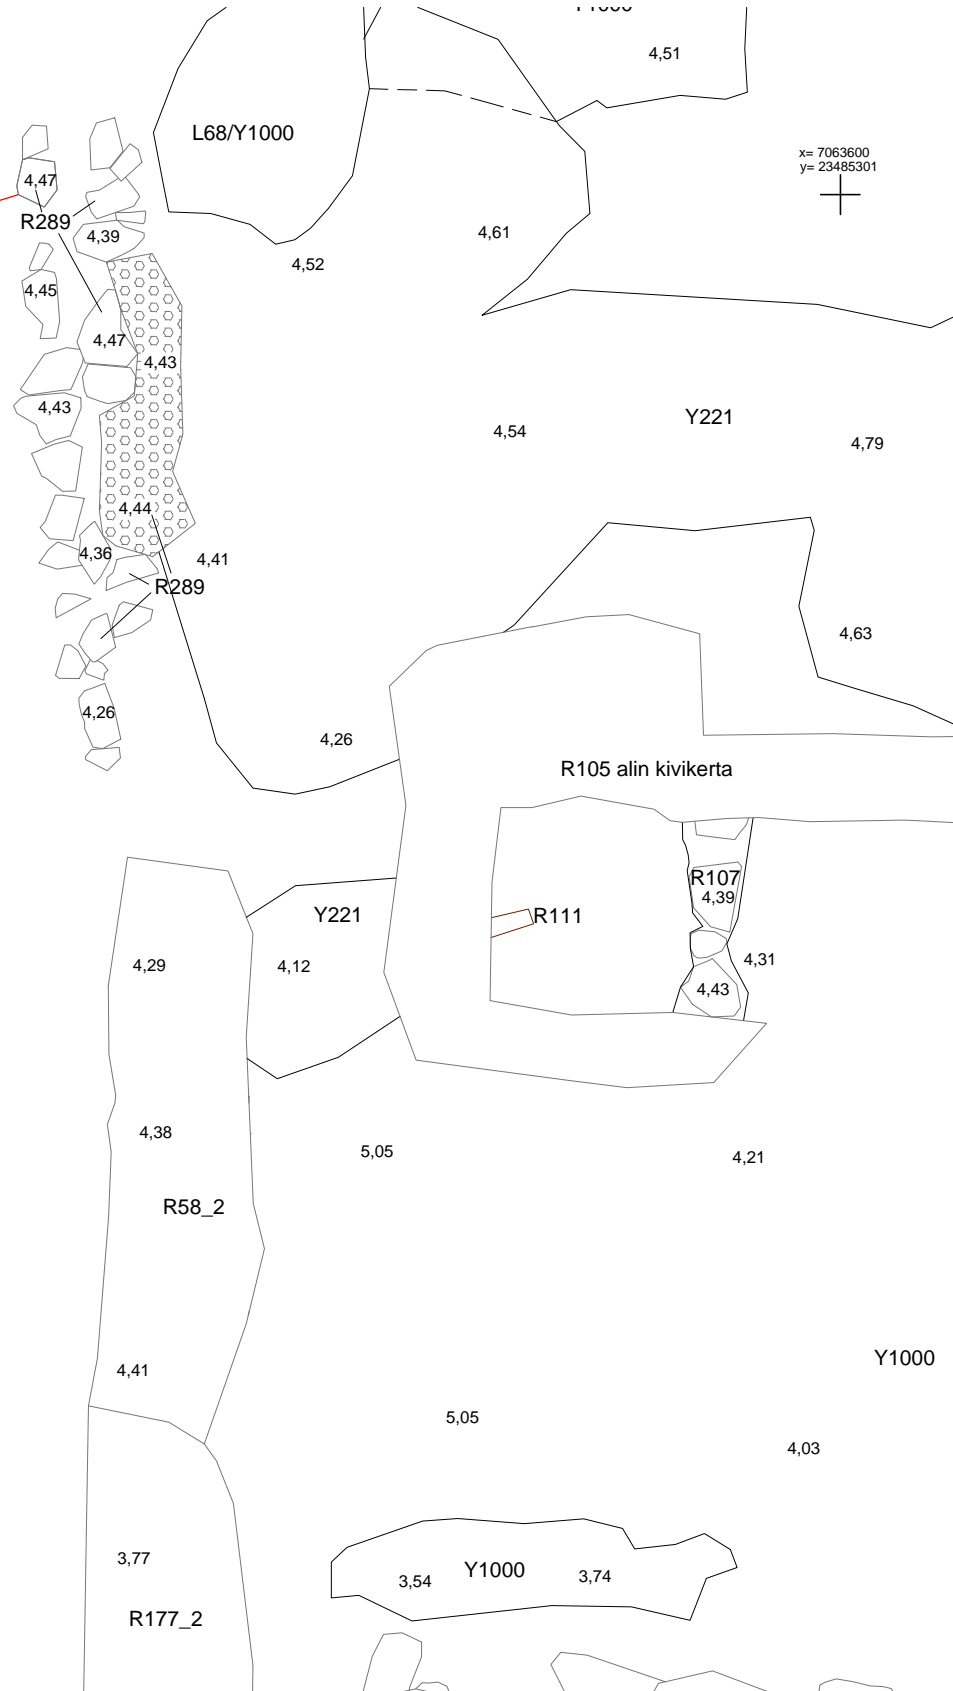 Y1000
4,51
L68/Y1000
x= 7063600
y= 23485301
4,47
R289
4,39
4,61
4,52
4,45
4,47
4,43
4,43
4,54
Y221
4,79
4,44
4,36
4,41
R289
4,63
4,26
4,26
R105 alin kivikerta
R107
4,39
Y221
R111
4,29
4,12
4,31
4,43
4,38
5,05
4,21
R58_2
Y1000
4,41
5,05
4,03
3,77
3,54
Y1000
3,74
R177_2